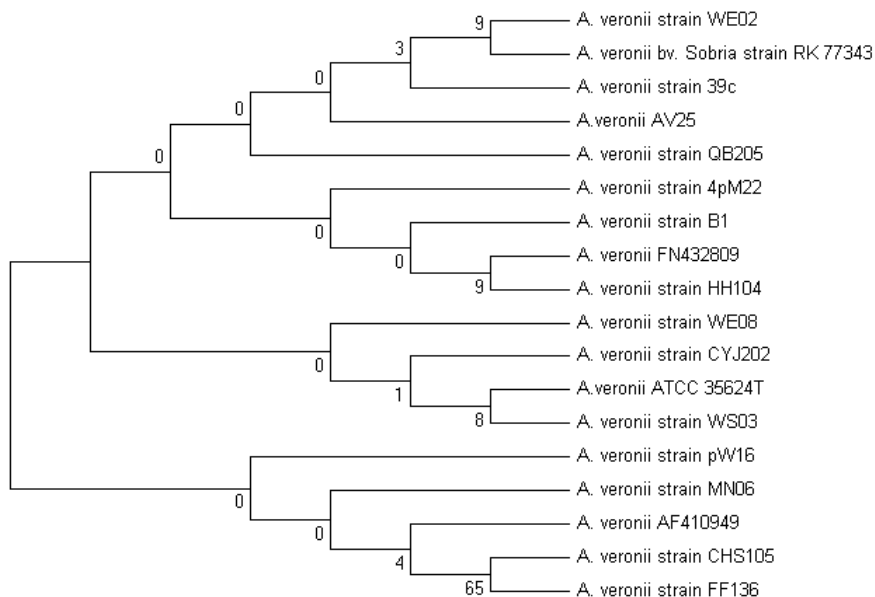 9
A. veronii strain WE02
A. veronii bv. Sobria strain RK 77343
3
A. veronii strain 39c
0
A.veronii AV25
0
A. veronii strain QB205
0
A. veronii strain 4pM22
0
A. veronii strain B1
0
A. veronii FN432809
9
A. veronii strain HH104
A. veronii strain WE08
0
A. veronii strain CYJ202
1
A.veronii ATCC 35624T
8
A. veronii strain WS03
A. veronii strain pW16
0
A. veronii strain MN06
0
A. veronii AF410949
4
A. veronii strain CHS105
65
A. veronii strain FF136